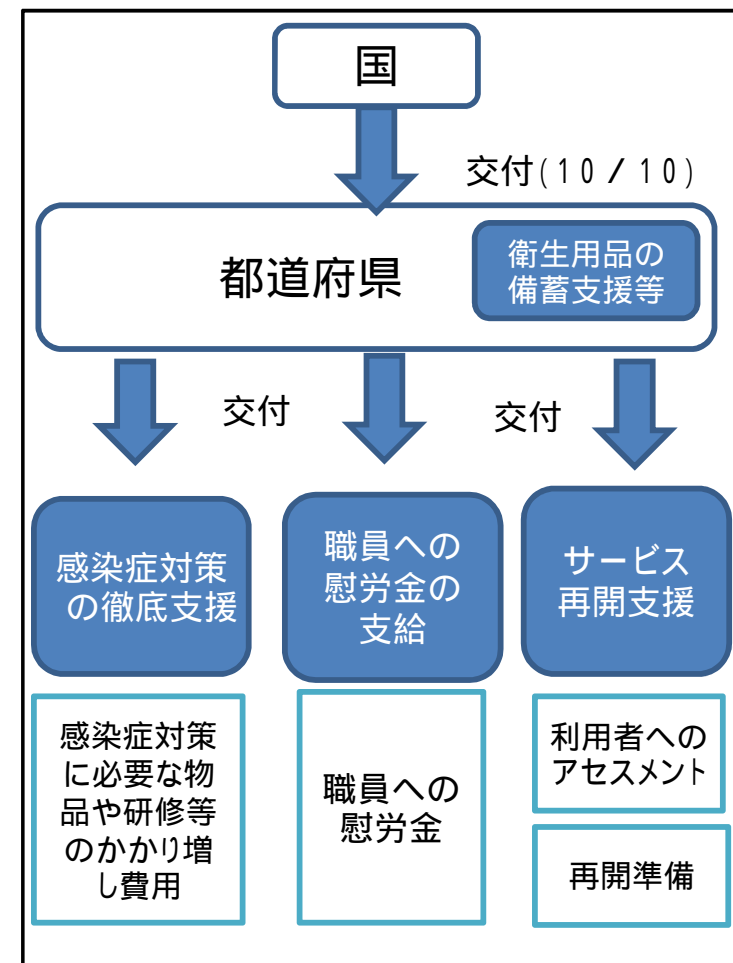 国
交付(10/10)
都道府県
衛生用品の
備蓄支援等
交付
交付
感染症対策
の徹底支援
職員への
慰労金の
支給
サービス
再開支援
感染症対策
に必要な物
品や研修等
のかかり増
し費用
職員への
慰労金
利用者への
アセスメント
再開準備